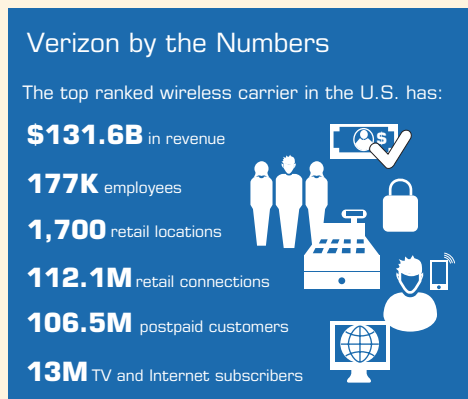 Verizon by the Numbers
The top ranked wireless carrier in the U.S. has:
$131.6B in revenue
$
177K employees
1,700 retail locations
112.1M retail connections
106.5M postpaid customers
13M TV and Internet subscribers